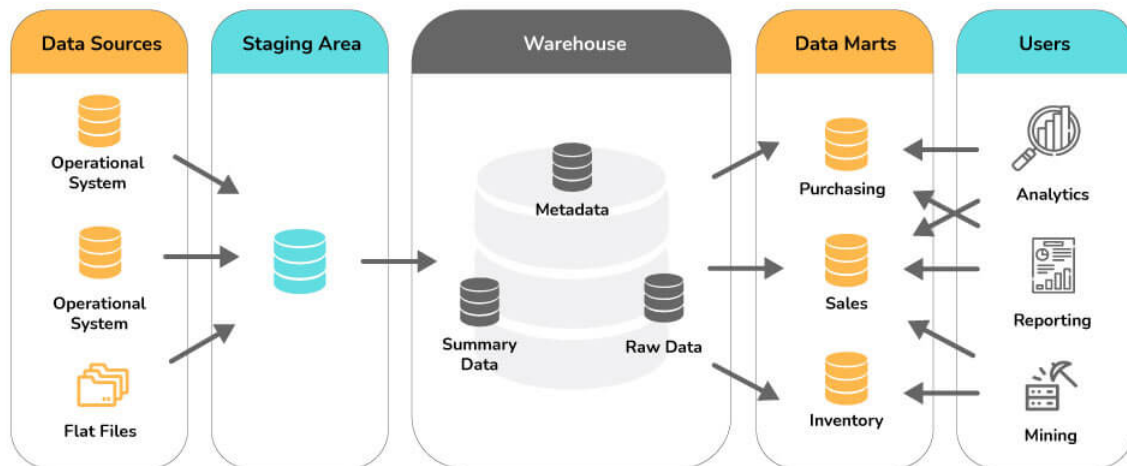 Data Sources
Staging Area
Warehouse
Data Marts
Users
Operational
System
Operational
System
Flat Files
Metadata
Summary
Data
Raw Data
Purchasing
Sales
Inventory
Analytics
Reporting
Mining